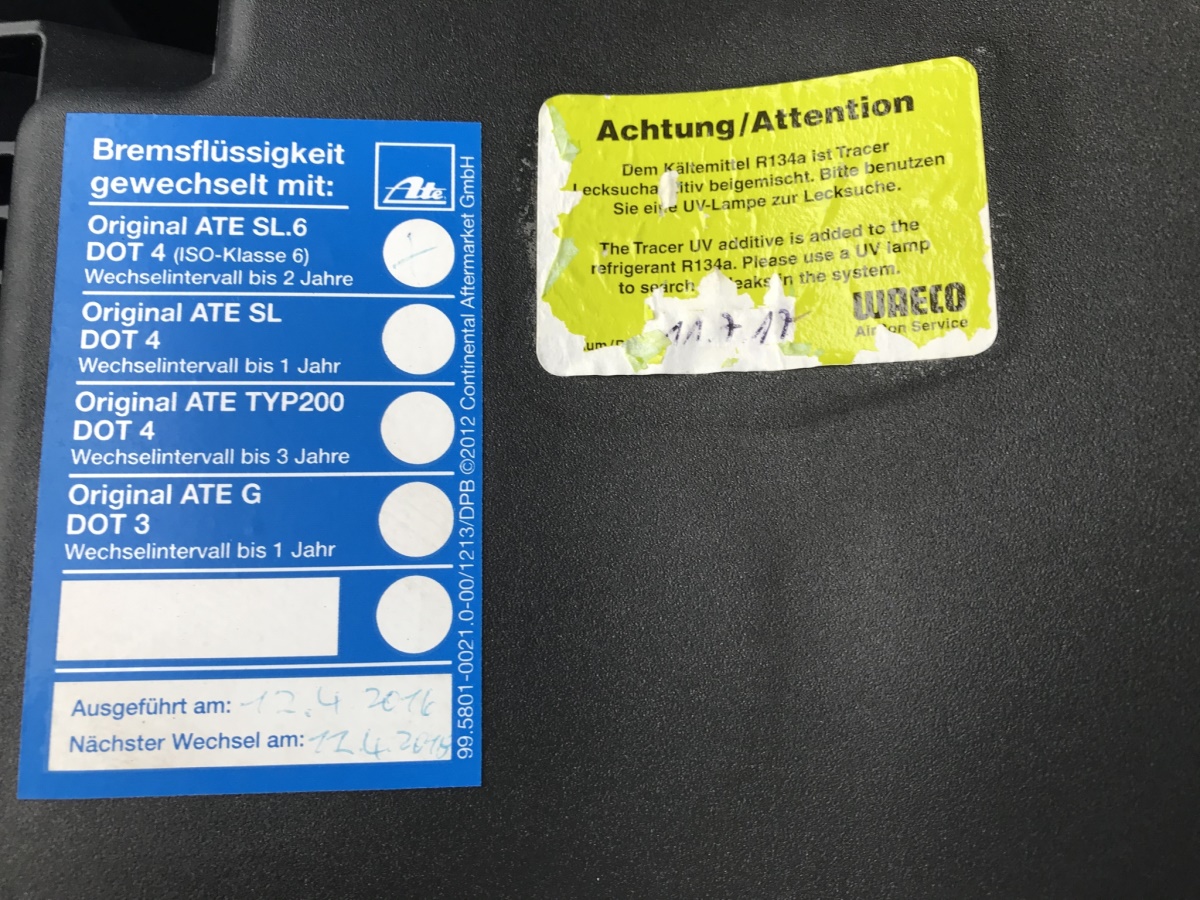 Bremsflüssigkeit
gewechselt mit:
Ate
Original ATE SL.6
DOT 4 (ISO-Klasse 6)
Wechselintervall bis 2 Jahre
Original ATE SL
DOT 4
Wechselintervall bis 1 Jahr
Original ATE TYP200
DOT 4
Wechselintervall bis 3 Jahre
Original ATE G
DOT 3
Wechselintervall bis 1 Jahr
Ausgeführt am: 12.4.2016
Nächster Wechsel am: 12.4.2018
99.5801-0021.0-00/1213/DPB ©2012 Continental Aftermarket GmbH
Achtung/Attention
Dem Kältemittel R134a ist Tracer
beigemischt. Bitte benutzen
Sie eine UV-Lampe zur Lecksuche.
The Tracer UV additive is added to the
refrigerant R134a. Please use a UV lamp
to search in the system.
WAECO
Service
11.7.17